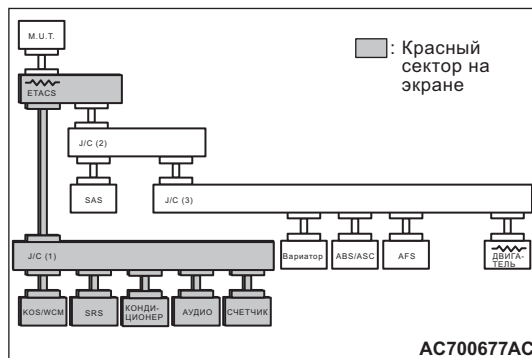 M.U.T.
: Красный
сектор на
экране
ETACS
J/C (2)
SAS
J/C (3)
J/C (1)
Вариатор
ABS/ASC
AFS
ДВИГА-
ТЕЛЬ
KOS/WCM
SRS
КОНДИ-
ЦИОНЕР
АУДИО
СЧЕТЧИК
AC700677AC